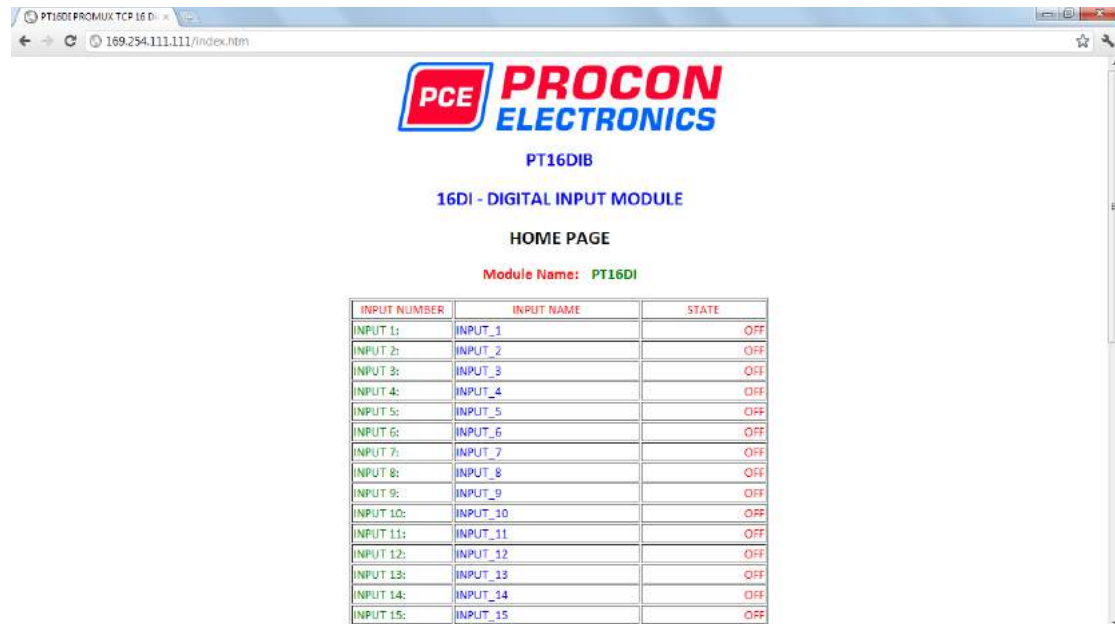 PT16DI PROMUX TCP 16 DI
169.254.111.111/index.htm
PCE PROCON
ELECTRONICS
PT16DIB
16DI - DIGITAL INPUT MODULE
HOME PAGE
Module Name: PT16DI
INPUT NUMBER INPUT NAME STATE
INPUT 1: INPUT_1 OFF
INPUT 2: INPUT_2 OFF
INPUT 3: INPUT_3 OFF
INPUT 4: INPUT_4 OFF
INPUT 5: INPUT_5 OFF
INPUT 6: INPUT_6 OFF
INPUT 7: INPUT_7 OFF
INPUT 8: INPUT_8 OFF
INPUT 9: INPUT_9 OFF
INPUT 10: INPUT_10 OFF
INPUT 11: INPUT_11 OFF
INPUT 12: INPUT_12 OFF
INPUT 13: INPUT_13 OFF
INPUT 14: INPUT_14 OFF
INPUT 15: INPUT_15 OFF